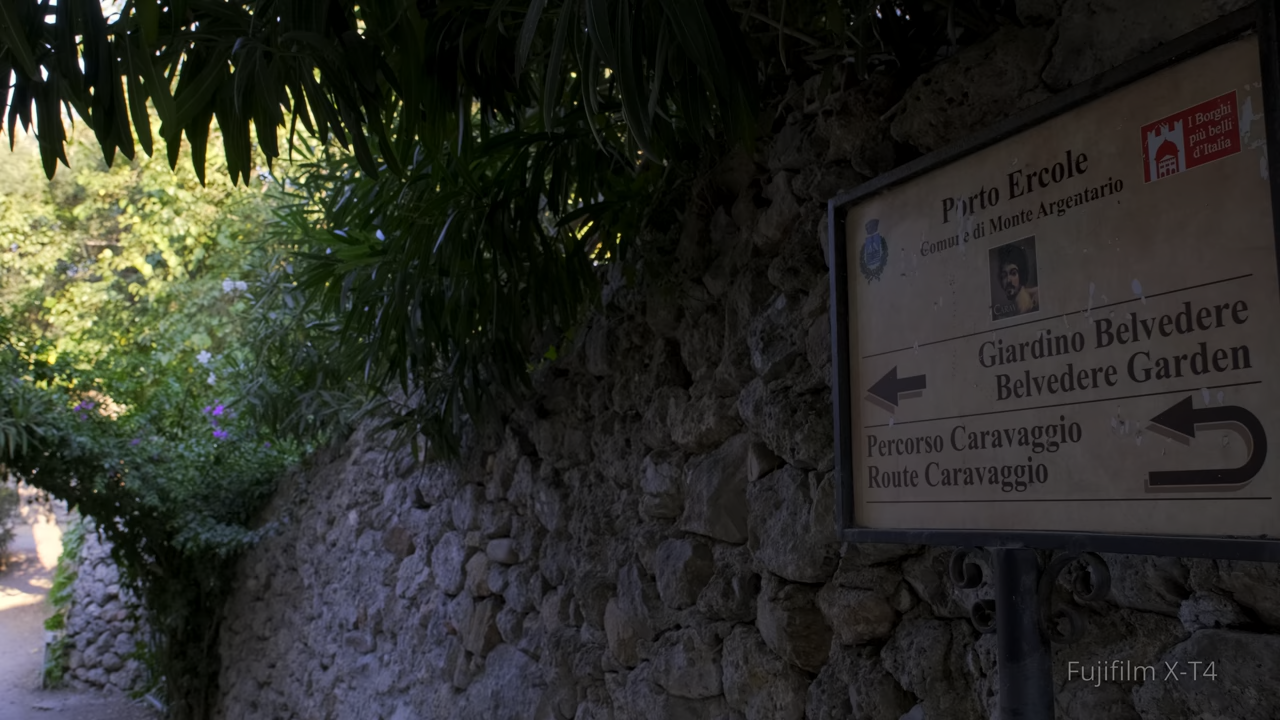 I Borghi
più belli
d'Italia
Porto Ercole
Comune di Monte Argentario
Giardino Belvedere
Belvedere Garden
Percorso Caravaggio
Route Caravaggio
Fujifilm X-T4